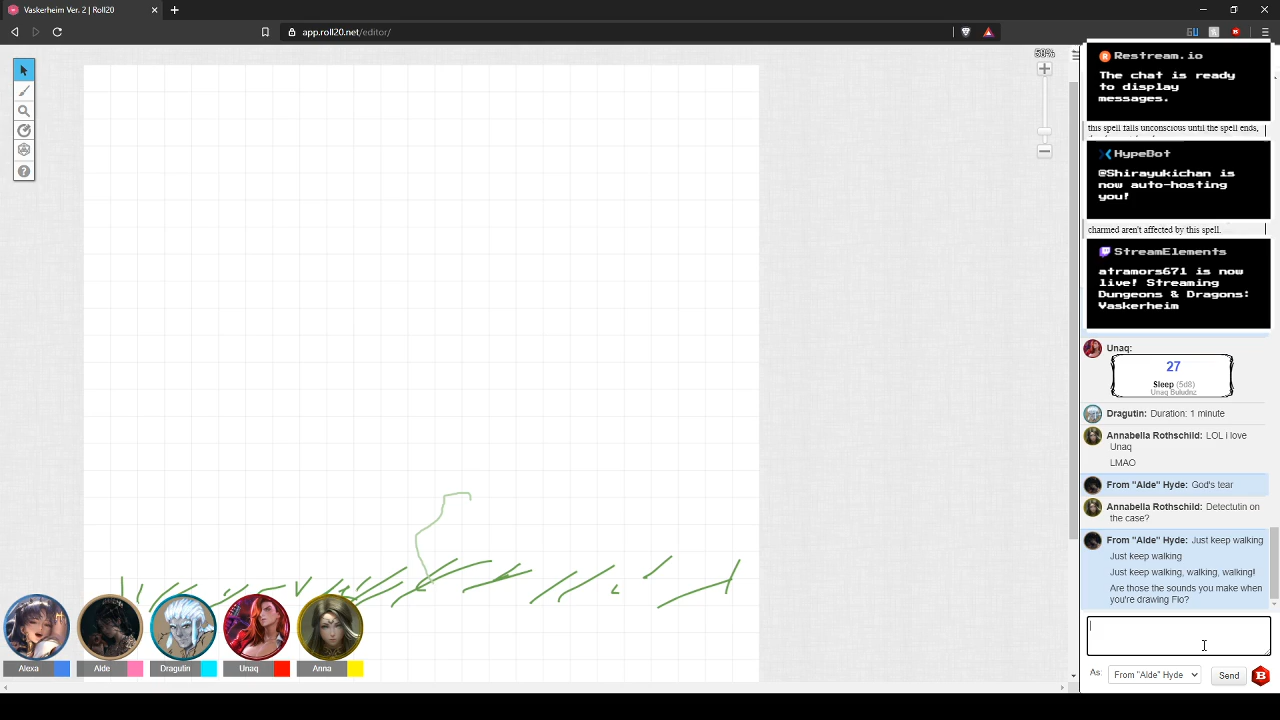 Vaskerheim Ver. 2 | Roll20
app.roll20.net/editor/
50%
Restream.io
The chat is ready
to display
messages.
this spell falls unconscious until the spell ends,
HypeBot
@Shirayukichan is
now auto-hosting
you!
charmed aren't affected by this spell.
StreamElements
atramors671 is now
live! Streaming
Dungeons & Dragons:
Vaskerheim
Unaq:
27
Sleep (5d8)
Dragutin: Duration: 1 minute
Annabella Rothschild: LOL i love
Unaq
LMAO
From "Alde" Hyde: God's tear
Annabella Rothschild: Detectutin on
the case?
From "Alde" Hyde: Just keep walking
Just keep walking
Just keep walking, walking, walking!
Are those the sounds you make when
you're drawing Fio?
Alexa
Alde
Dragutin
Unaq
Anna
As:
From "Alde" Hyde
Send